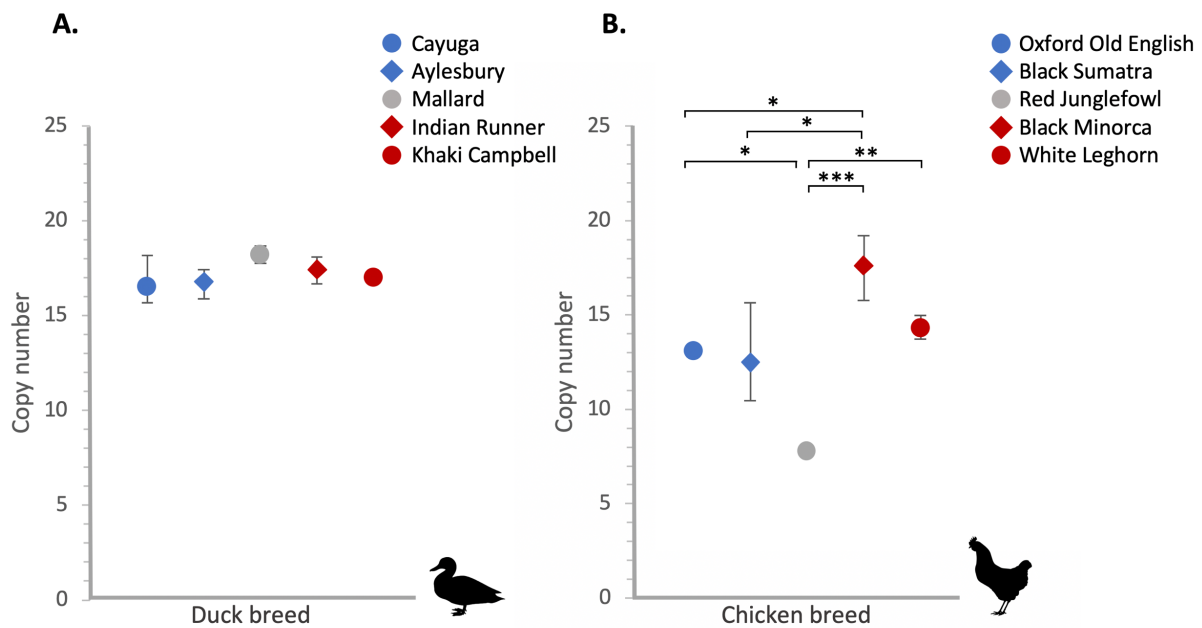 A.
Cayuga
Aylesbury
Mallard
Indian Runner
Khaki Campbell
25
20
15
10
5
0
Copy number
Duck breed
B.
Oxford Old English
Black Sumatra
Red Junglefowl
Black Minorca
White Leghorn
*
*
*
**
***
25
20
15
10
5
0
Copy number
Chicken breed